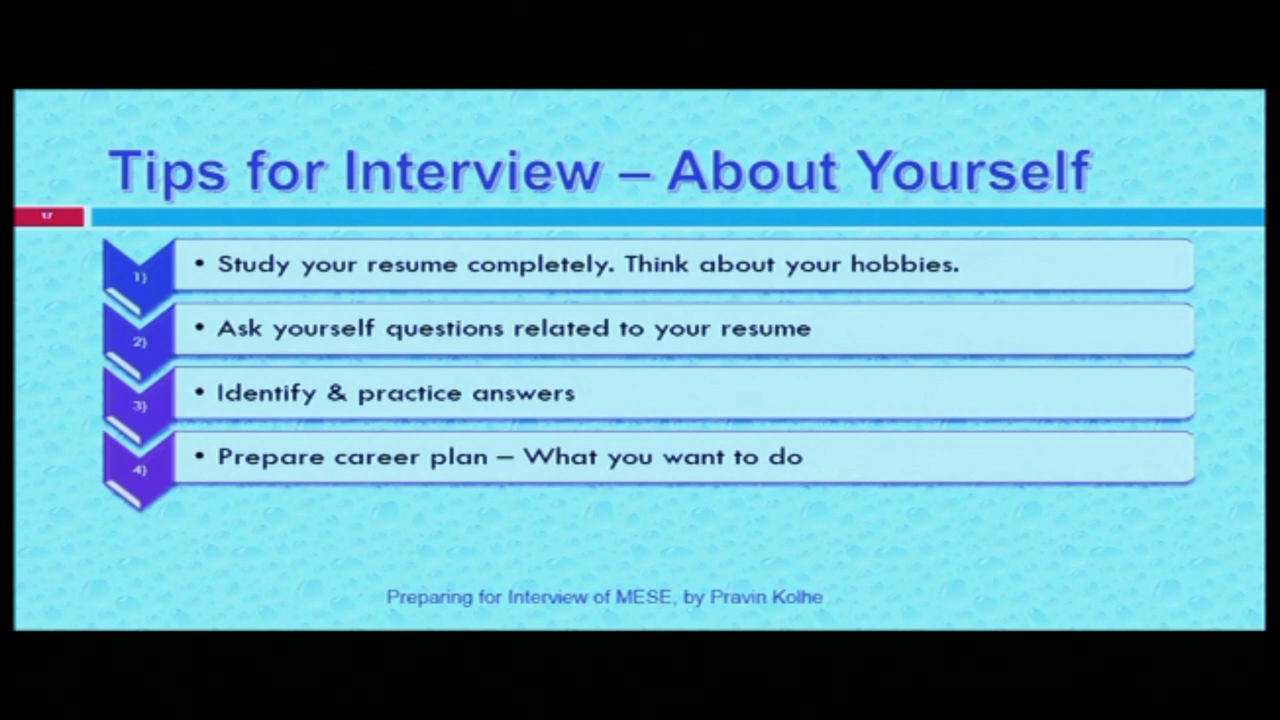 Tips for Interview – About Yourself
17
1)
• Study your resume completely. Think about your hobbies.
2)
• Ask yourself questions related to your resume
3)
• Identify & practice answers
4)
• Prepare career plan – What you want to do
Preparing for Interview of MESE, by Pravin Kolhe